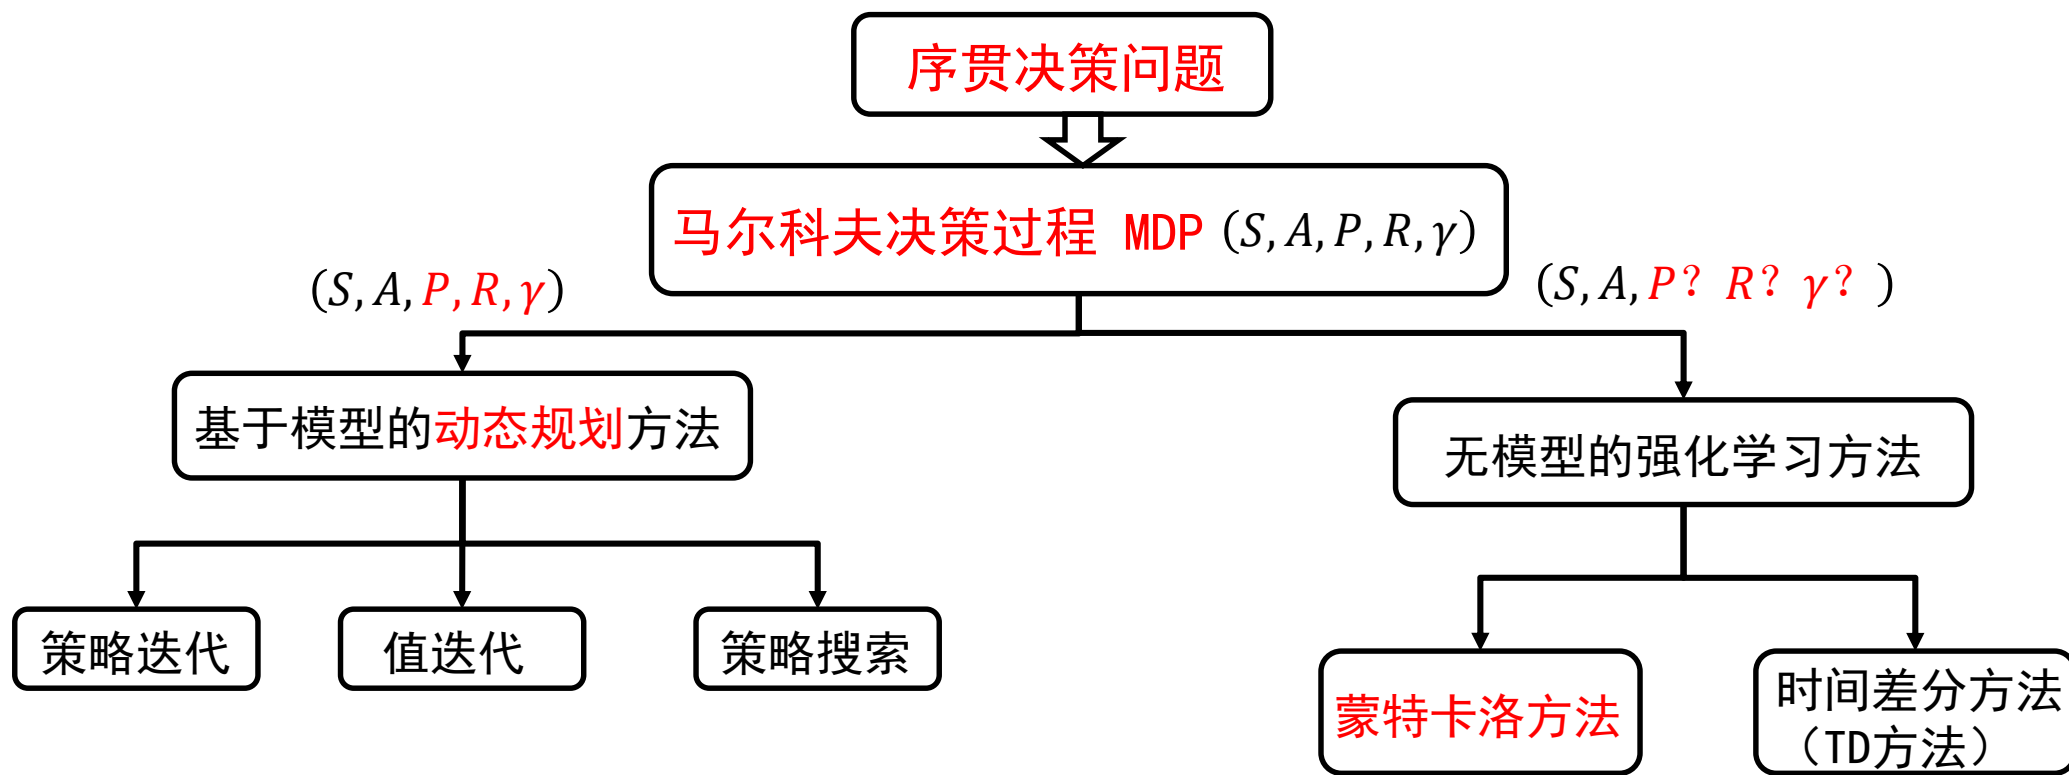 序贯决策问题
马尔科夫决策过程 MDP (S, A, P, R, γ)
(S, A, P, R, γ)
(S, A, P? R? γ? )
基于模型的动态规划方法
无模型的强化学习方法
策略迭代
值迭代
策略搜索
蒙特卡洛方法
时间差分方法
（TD方法）